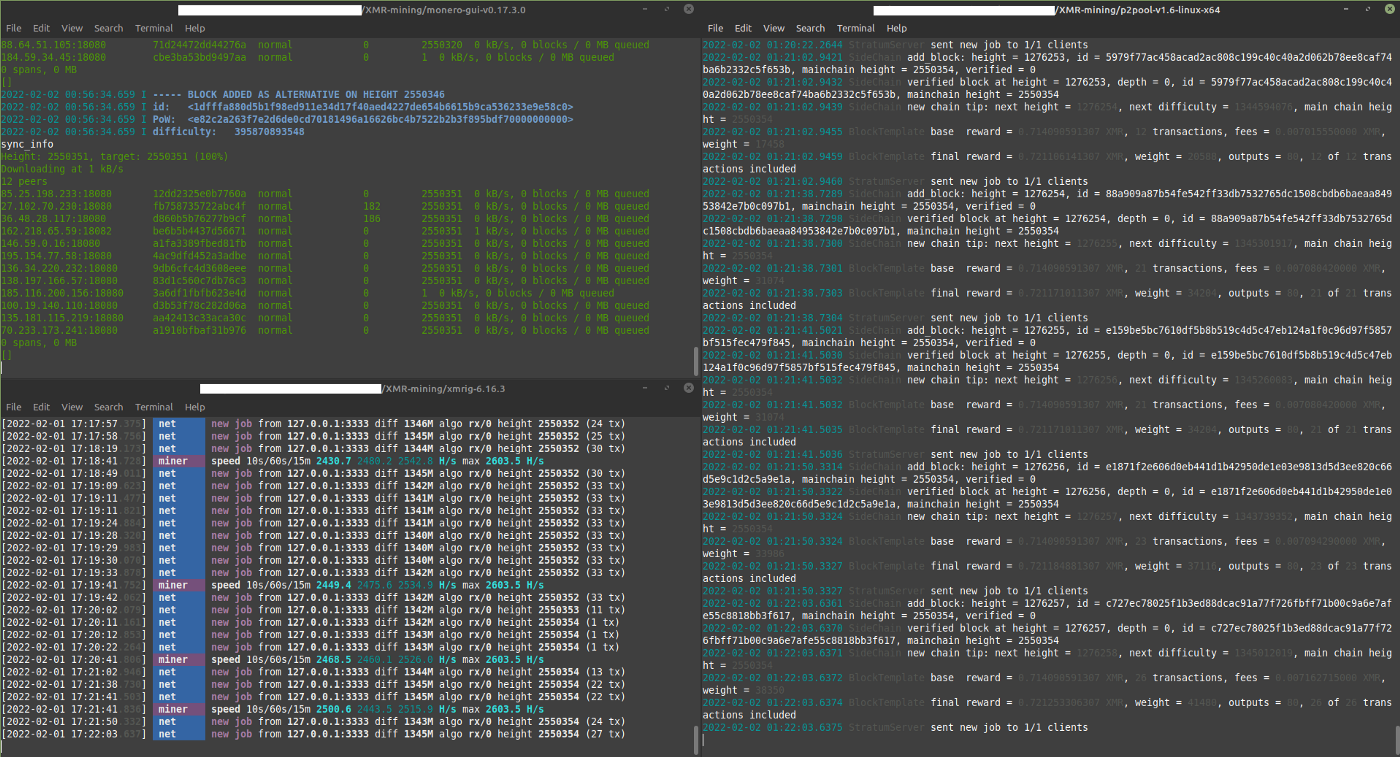 /XMR-mining/monero-gui-v0.17.3.0
File Edit View Search Terminal Help
88.64.51.105:18080 71d24472dd44276a normal 0 2550320 0 kB/s, 0 blocks / 0 MB queued
184.59.34.45:18080 cbe3ba53bd9497aa normal 0 1 0 kB/s, 0 blocks / 0 MB queued
0 spans, 0 MB
[]
2022-02-02 00:56:34.659 I ----- BLOCK ADDED AS ALTERNATIVE ON HEIGHT 2550346
2022-02-02 00:56:34.659 I id: <1dfffa880d5b1f98ed911e34d17f40aed4227de654b6615b9ca536233e9e58c0>
2022-02-02 00:56:34.659 I PoW: <e82c2a263f7e2d6de0cd70181496a16626bc4b7522b2b3f895bdf70000000000>
2022-02-02 00:56:34.659 I difficulty: 395870893548
sync_info
Height: 2550351, target: 2550351 (100%)
Downloading at 1 kB/s
12 peers
85.25.198.233:18080 12dd2325e0b7760a normal 0 2550351 0 kB/s, 0 blocks / 0 MB queued
27.102.70.230:18080 fb758735722abc4f normal 182 2550351 0 kB/s, 0 blocks / 0 MB queued
36.48.28.117:18080 d860b5b76277b9cf normal 186 2550351 0 kB/s, 0 blocks / 0 MB queued
162.218.65.59:18082 be6b5b4437d56671 normal 0 2550351 1 kB/s, 0 blocks / 0 MB queued
146.59.0.16:18080 a1fa3389fbed81fb normal 0 2550351 0 kB/s, 0 blocks / 0 MB queued
195.154.77.58:18080 4ac9dfd452a3adbe normal 0 2550351 0 kB/s, 0 blocks / 0 MB queued
136.34.220.232:18080 9db6cfc4d3608eee normal 0 2550351 0 kB/s, 0 blocks / 0 MB queued
138.197.166.57:18080 83d1c560c7db76c3 normal 0 2550351 0 kB/s, 0 blocks / 0 MB queued
185.116.200.156:18080 3a6df1fbfb623e4d normal 0 1 0 kB/s, 0 blocks / 0 MB queued
100.19.140.110:18080 d3b53f78c282d06a normal 0 2550351 0 kB/s, 0 blocks / 0 MB queued
135.181.115.219:18080 aa42413c33aca30c normal 0 2550351 0 kB/s, 0 blocks / 0 MB queued
70.233.173.241:18080 a1918bfbaf31b976 normal 0 2550351 0 kB/s, 0 blocks / 0 MB queued
0 spans, 0 MB
[]
/XMR-mining/xmrig-6.16.3
File Edit View Search Terminal Help
[2022-02-01 17:17:57.375] net new job from 127.0.0.1:3333 diff 1346M algo rx/0 height 2550352 (24 tx)
[2022-02-01 17:17:58.756] net new job from 127.0.0.1:3333 diff 1345M algo rx/0 height 2550352 (25 tx)
[2022-02-01 17:18:19.173] net new job from 127.0.0.1:3333 diff 1344M algo rx/0 height 2550352 (30 tx)
[2022-02-01 17:18:41.728] miner speed 10s/60s/15m 2430.7 2480.2 2542.8 H/s max 2603.5 H/s
[2022-02-01 17:18:49.011] net new job from 127.0.0.1:3333 diff 1345M algo rx/0 height 2550352 (30 tx)
[2022-02-01 17:19:09.623] net new job from 127.0.0.1:3333 diff 1342M algo rx/0 height 2550352 (33 tx)
[2022-02-01 17:19:11.477] net new job from 127.0.0.1:3333 diff 1341M algo rx/0 height 2550352 (33 tx)
[2022-02-01 17:19:11.821] net new job from 127.0.0.1:3333 diff 1341M algo rx/0 height 2550352 (33 tx)
[2022-02-01 17:19:24.884] net new job from 127.0.0.1:3333 diff 1342M algo rx/0 height 2550352 (33 tx)
[2022-02-01 17:19:28.320] net new job from 127.0.0.1:3333 diff 1340M algo rx/0 height 2550352 (33 tx)
[2022-02-01 17:19:29.983] net new job from 127.0.0.1:3333 diff 1340M algo rx/0 height 2550352 (33 tx)
[2022-02-01 17:19:30.076] net new job from 127.0.0.1:3333 diff 1340M algo rx/0 height 2550352 (33 tx)
[2022-02-01 17:19:33.078] net new job from 127.0.0.1:3333 diff 1342M algo rx/0 height 2550352 (33 tx)
[2022-02-01 17:19:41.752] miner speed 10s/60s/15m 2449.4 2475.6 2534.9 H/s max 2603.5 H/s
[2022-02-01 17:19:42.062] net new job from 127.0.0.1:3333 diff 1342M algo rx/0 height 2550352 (33 tx)
[2022-02-01 17:20:02.079] net new job from 127.0.0.1:3333 diff 1342M algo rx/0 height 2550353 (11 tx)
[2022-02-01 17:20:11.161] net new job from 127.0.0.1:3333 diff 1342M algo rx/0 height 2550354 (1 tx)
[2022-02-01 17:20:12.853] net new job from 127.0.0.1:3333 diff 1343M algo rx/0 height 2550354 (1 tx)
[2022-02-01 17:20:22.264] net new job from 127.0.0.1:3333 diff 1343M algo rx/0 height 2550354 (1 tx)
[2022-02-01 17:20:41.806] miner speed 10s/60s/15m 2468.5 2460.1 2526.0 H/s max 2603.5 H/s
[2022-02-01 17:21:02.946] net new job from 127.0.0.1:3333 diff 1344M algo rx/0 height 2550354 (13 tx)
[2022-02-01 17:21:38.730] net new job from 127.0.0.1:3333 diff 1345M algo rx/0 height 2550354 (22 tx)
[2022-02-01 17:21:41.503] net new job from 127.0.0.1:3333 diff 1345M algo rx/0 height 2550354 (22 tx)
[2022-02-01 17:21:41.836] miner speed 10s/60s/15m 2500.6 2443.5 2515.9 H/s max 2603.5 H/s
[2022-02-01 17:21:50.332] net new job from 127.0.0.1:3333 diff 1343M algo rx/0 height 2550354 (24 tx)
[2022-02-01 17:22:03.637] net new job from 127.0.0.1:3333 diff 1345M algo rx/0 height 2550354 (27 tx)
/XMR-mining/p2pool-v1.6-linux-x64
File Edit View Search Terminal Help
2022-02-02 01:20:22.2644 StratumServer sent new job to 1/1 clients
2022-02-02 01:21:02.9421 SideChain add_block: height = 1276253, id = 5979f77ac458acad2ac808c199c40c40a2d062b78ee8caf74
ba6b2332c5f653b, mainchain height = 2550354, verified = 0
2022-02-02 01:21:02.9432 SideChain verified block at height = 1276253, depth = 0, id = 5979f77ac458acad2ac808c199c40c4
0a2d062b78ee8caf74ba6b2332c5f653b, mainchain height = 2550354
2022-02-02 01:21:02.9439 SideChain new chain tip: next height = 1276254, next difficulty = 1344594076, main chain heig
ht = 2550354
2022-02-02 01:21:02.9455 BlockTemplate base reward = 0.714090591307 XMR, 12 transactions, fees = 0.007015550000 XMR,
weight = 17458
2022-02-02 01:21:02.9459 BlockTemplate final reward = 0.721106141307 XMR, weight = 20588, outputs = 80, 12 of 12 trans
actions included
2022-02-02 01:21:02.9460 StratumServer sent new job to 1/1 clients
2022-02-02 01:21:38.7289 SideChain add_block: height = 1276254, id = 88a909a87b54fe542ff33db7532765dc1508cbdb6baeaa849
53842e7b0c097b1, mainchain height = 2550354, verified = 0
2022-02-02 01:21:38.7298 SideChain verified block at height = 1276254, depth = 0, id = 88a909a87b54fe542ff33db7532765d
c1508cbdb6baeaa84953842e7b0c097b1, mainchain height = 2550354
2022-02-02 01:21:38.7300 SideChain new chain tip: next height = 1276255, next difficulty = 1345301917, main chain heig
ht = 2550354
2022-02-02 01:21:38.7301 BlockTemplate base reward = 0.714090591307 XMR, 21 transactions, fees = 0.007080420000 XMR,
weight = 31074
2022-02-02 01:21:38.7303 BlockTemplate final reward = 0.721171011307 XMR, weight = 34204, outputs = 80, 21 of 21 trans
actions included
2022-02-02 01:21:38.7304 StratumServer sent new job to 1/1 clients
2022-02-02 01:21:41.5021 SideChain add_block: height = 1276255, id = e159be5bc7610df5b8b519c4d5c47eb124a1f0c96d97f5857
bf515fec479f845, mainchain height = 2550354, verified = 0
2022-02-02 01:21:41.5030 SideChain verified block at height = 1276255, depth = 0, id = e159be5bc7610df5b8b519c4d5c47eb
124a1f0c96d97f5857bf515fec479f845, mainchain height = 2550354
2022-02-02 01:21:41.5032 SideChain new chain tip: next height = 1276256, next difficulty = 1345260683, main chain heig
ht = 2550354
2022-02-02 01:21:41.5032 BlockTemplate base reward = 0.714090591307 XMR, 21 transactions, fees = 0.007080420000 XMR,
weight = 31074
2022-02-02 01:21:41.5035 BlockTemplate final reward = 0.721171011307 XMR, weight = 34204, outputs = 80, 21 of 21 trans
actions included
2022-02-02 01:21:41.5036 StratumServer sent new job to 1/1 clients
2022-02-02 01:21:50.3314 SideChain add_block: height = 1276256, id = e1871f2e606d0eb441d1b42950de1e03e9813d5d3ee820c66
d5e9c1d2c5a9e1a, mainchain height = 2550354, verified = 0
2022-02-02 01:21:50.3322 SideChain verified block at height = 1276256, depth = 0, id = e1871f2e606d0eb441d1b42950de1e0
3e9813d5d3ee820c66d5e9c1d2c5a9e1a, mainchain height = 2550354
2022-02-02 01:21:50.3324 SideChain new chain tip: next height = 1276257, next difficulty = 1343739352, main chain heig
ht = 2550354
2022-02-02 01:21:50.3324 BlockTemplate base reward = 0.714090591307 XMR, 23 transactions, fees = 0.007094290000 XMR,
weight = 33986
2022-02-02 01:21:50.3327 BlockTemplate final reward = 0.721184881307 XMR, weight = 37116, outputs = 80, 23 of 23 trans
actions included
2022-02-02 01:21:50.3327 StratumServer sent new job to 1/1 clients
2022-02-02 01:22:03.6361 SideChain add_block: height = 1276257, id = c727ec78025f1b3ed88dcac91a77f726fbff71b00c9a6e7af
e55c8818bb3f617, mainchain height = 2550354, verified = 0
2022-02-02 01:22:03.6370 SideChain verified block at height = 1276257, depth = 0, id = c727ec78025f1b3ed88dcac91a77f72
6fbff71b00c9a6e7afe55c8818bb3f617, mainchain height = 2550354
2022-02-02 01:22:03.6371 SideChain new chain tip: next height = 1276258, next difficulty = 1345012819, main chain heig
ht = 2550354
2022-02-02 01:22:03.6372 BlockTemplate base reward = 0.714090591307 XMR, 26 transactions, fees = 0.007162715000 XMR,
weight = 38350
2022-02-02 01:22:03.6374 BlockTemplate final reward = 0.721253306307 XMR, weight = 41480, outputs = 80, 26 of 26 trans
actions included
2022-02-02 01:22:03.6375 StratumServer sent new job to 1/1 clients